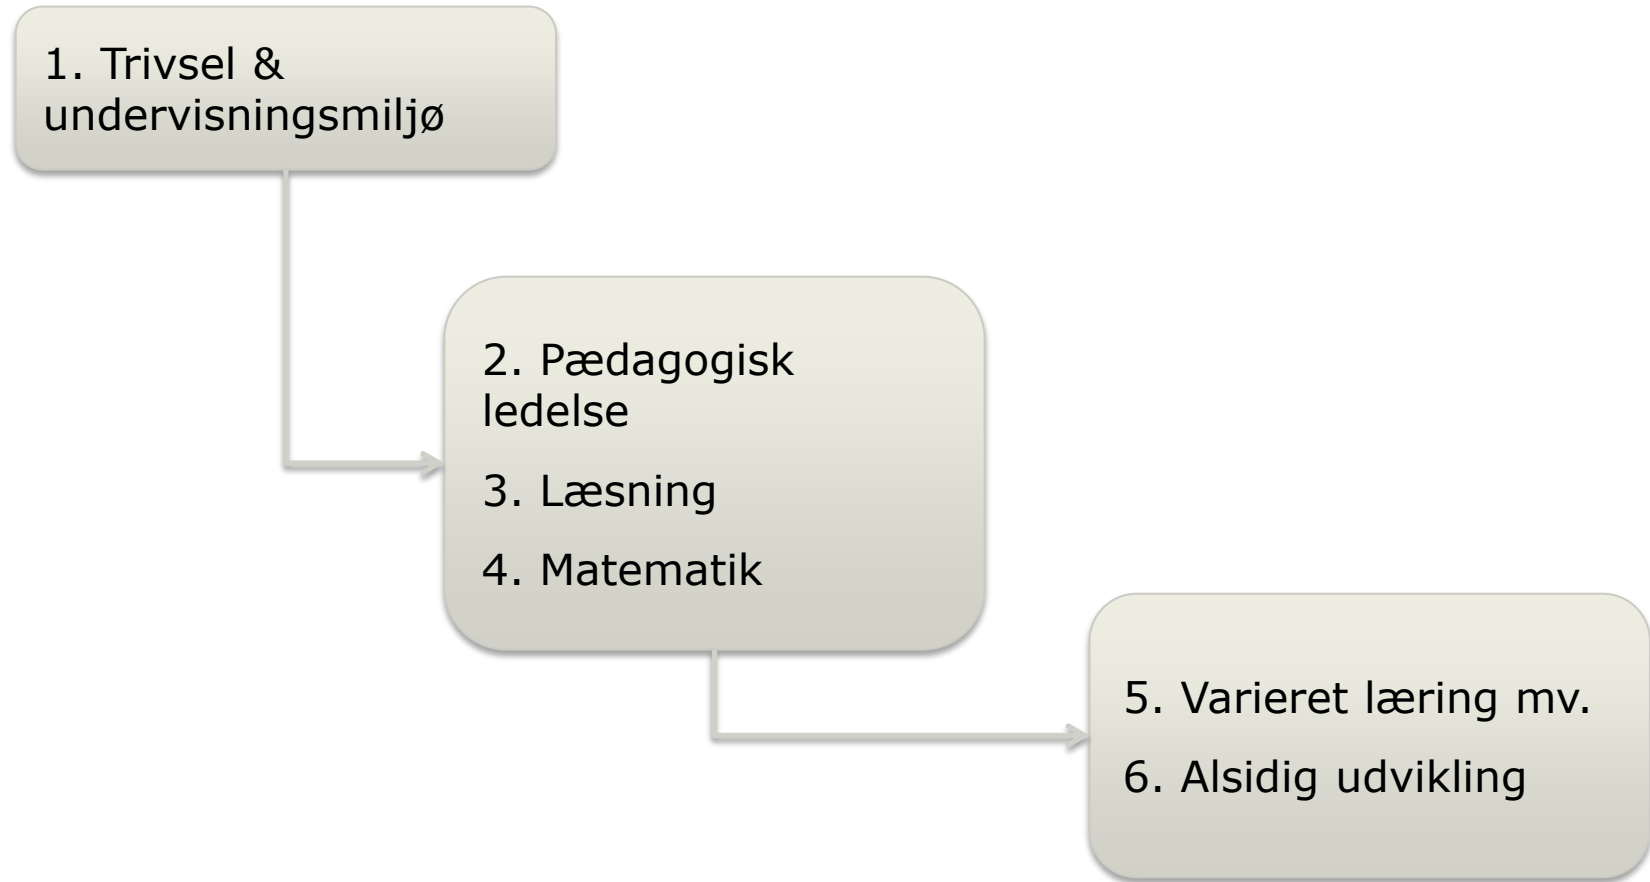 1. Trivsel &
undervisningsmiljø
2. Pædagogisk
ledelse
3. Læsning
4. Matematik
5. Varieret læring mv.
6. Alsidig udvikling